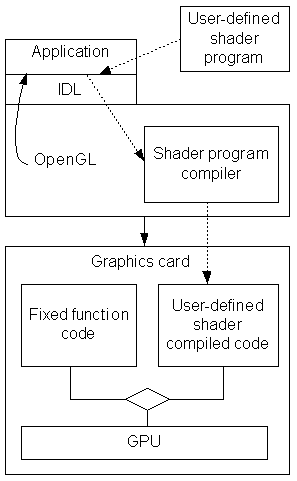 User-defined
shader
program
Application
IDL
OpenGL
Shader program
compiler
Graphics card
Fixed function
code
User-defined
shader
compiled code
GPU